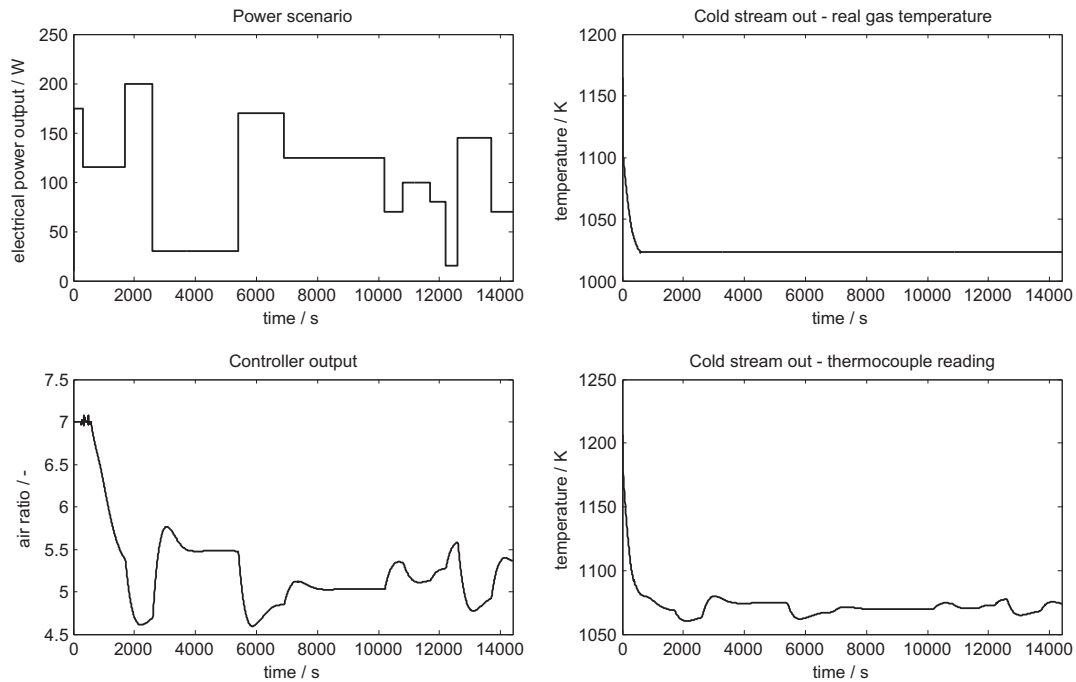 Power scenario
electrical power output / W
250
200
150
100
50
0
0 2000 4000 6000 8000 10000 12000 14000
time / s
Cold stream out - real gas temperature
temperature / K
1200
1150
1100
1050
1000
0 2000 4000 6000 8000 10000 12000 14000
time / s
Controller output
air ratio / -
7.5
7
6.5
6
5.5
5
4.5
0 2000 4000 6000 8000 10000 12000 14000
time / s
Cold stream out - thermocouple reading
temperature / K
1250
1200
1150
1100
1050
0 2000 4000 6000 8000 10000 12000 14000
time / s